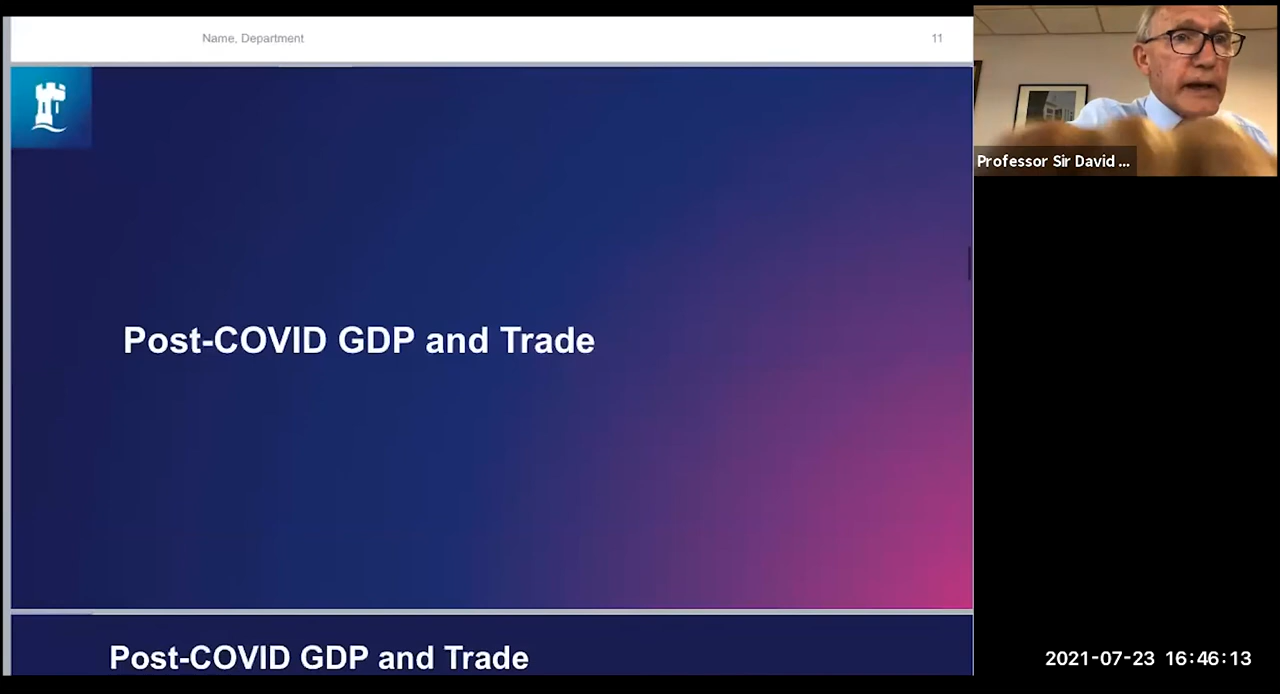 Name, Department
11
Post-COVID GDP and Trade
Post-COVID GDP and Trade
Professor Sir David ...
2021-07-23 16:46:13